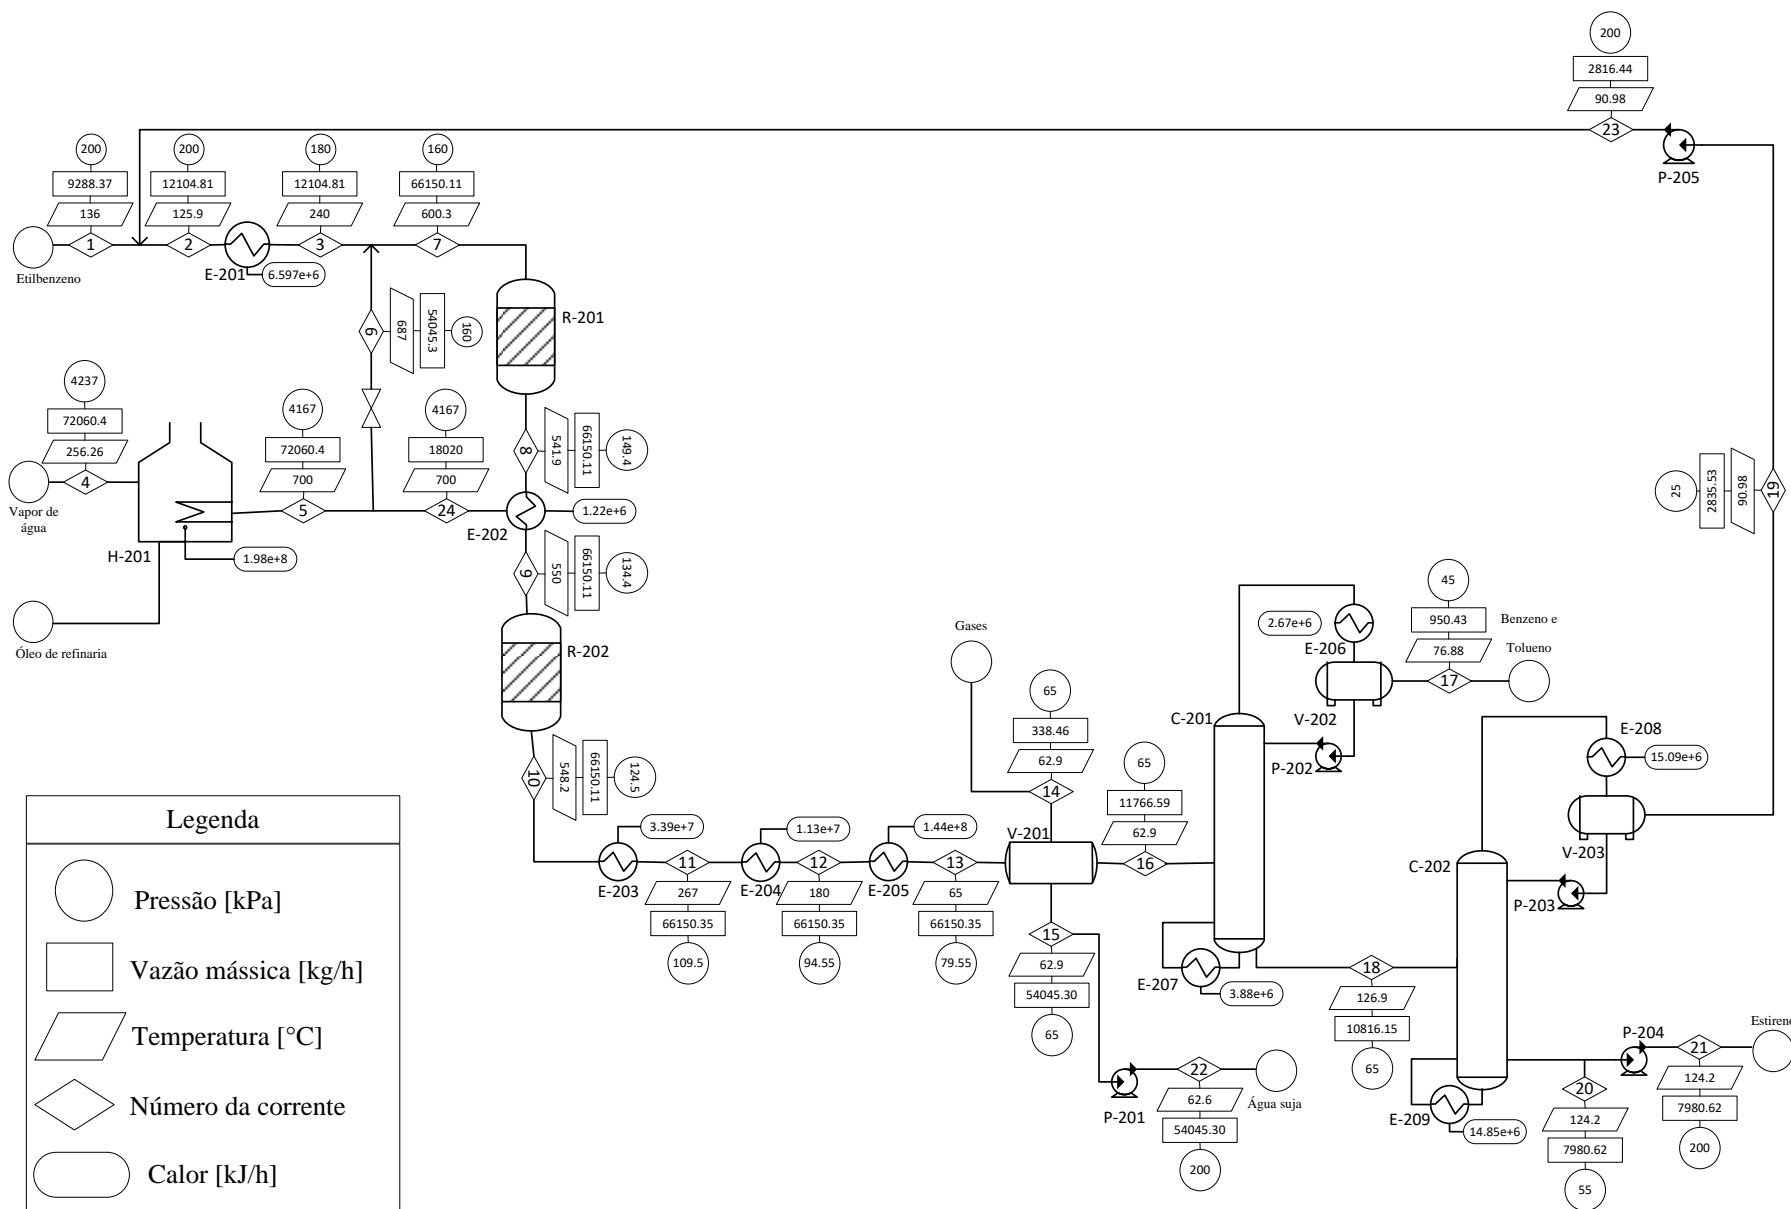 200
2816.44
90.98
23
P-205
200
9288.37
136
1
Etilbenzeno
200
12104.81
125.9
2
E-201
6.597e+6
180
12104.81
240
3
160
66150.11
600.3
7
R-201
6
687
54045.3
160
4237
72060.4
256.26
4
Vapor de
água
H-201
1.98e+8
Óleo de refinaria
4167
72060.4
700
5
4167
18020
700
24
8
541.9
66150.11
149.4
E-202
1.22e+6
9
550
66150.11
134.4
R-202
10
548.2
66150.11
124.5
25
2835.53
90.98
19
Gases
65
338.46
62.9
14
V-201
3.39e+7
E-203
11
267
66150.35
109.5
1.13e+7
E-204
12
180
66150.35
94.55
1.44e+8
E-205
13
65
66150.35
79.55
65
11766.59
62.9
16
15
62.9
54045.30
65
P-201
22
62.6
54045.30
200
Água suja
C-201
2.67e+6
E-206
V-202
P-202
45
950.43
76.88
17
Benzeno e
Tolueno
E-207
3.88e+6
18
126.9
10816.15
65
E-208
15.09e+6
V-203
C-202
P-203
E-209
14.85e+6
P-204
20
124.2
7980.62
55
21
124.2
7980.62
200
Estireno
Legenda
Pressão [kPa]
Vazão mássica [kg/h]
Temperatura [°C]
Número da corrente
Calor [kJ/h]